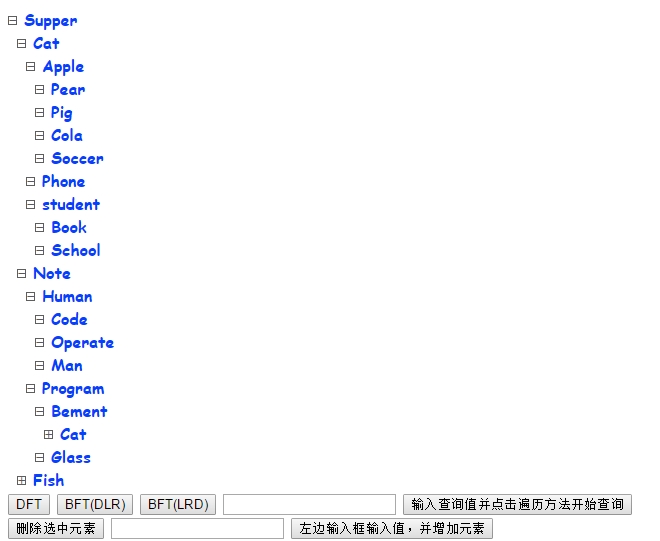 Supper
Cat
Apple
Pear
Pig
Cola
Soccer
Phone
student
Book
School
Note
Human
Code
Operate
Man
Program
Bement
Cat
Glass
Fish
DFT BFT(DLR) BFT(LRD) 输入查询值并点击遍历方法开始查询
删除选中元素 左边输入框输入值，并增加元素